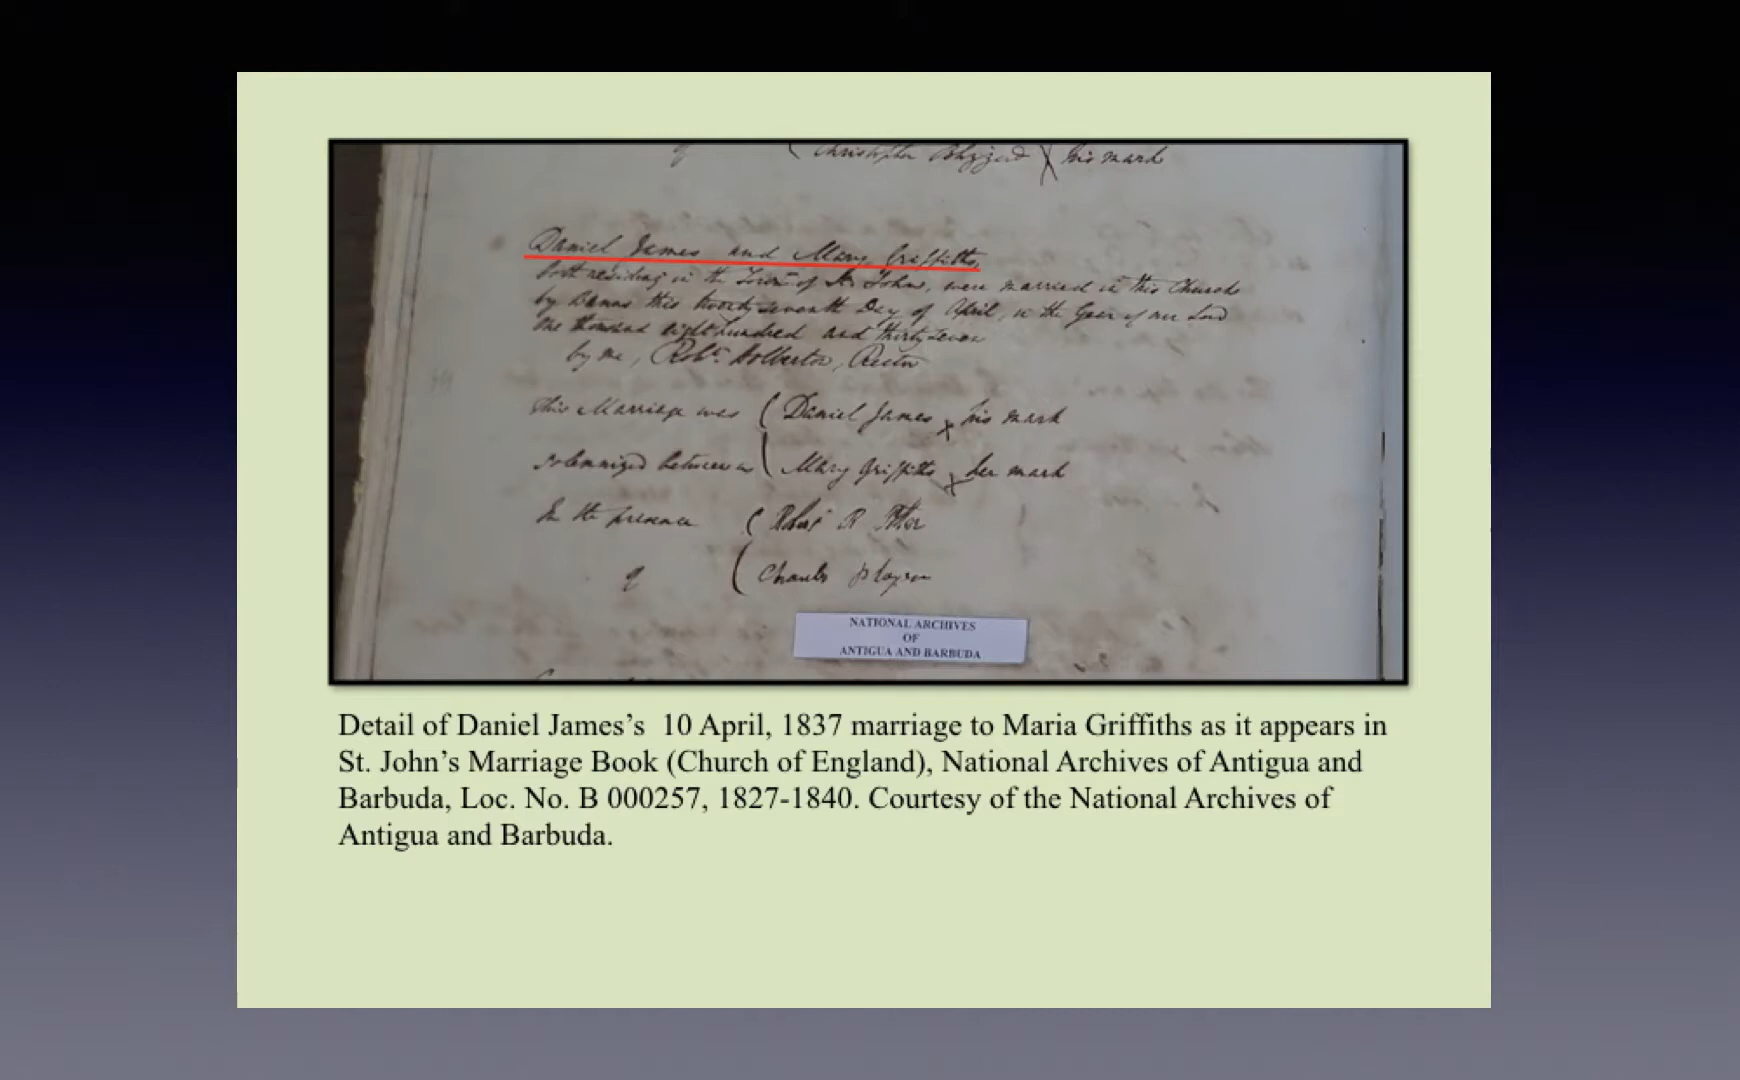 Christopher Blizzard X his mark
Daniel James and Mary Griffiths,
both residing in the Town of St. Johns, were married in this Church
by Banns this twenty seventh Day of April, in the Year of our Lord
One thousand eight hundred and thirty seven
by me, Robt. Holberton, Rector
This Marriage was ( Daniel James X his mark
solemnized between ( Mary Griffiths X her mark
In the presence ( Robt R
of ( Charles
NATIONAL ARCHIVES
OF
ANTIGUA AND BARBUDA
Detail of Daniel James’s 10 April, 1837 marriage to Maria Griffiths as it appears in
St. John’s Marriage Book (Church of England), National Archives of Antigua and
Barbuda, Loc. No. B 000257, 1827-1840. Courtesy of the National Archives of
Antigua and Barbuda.